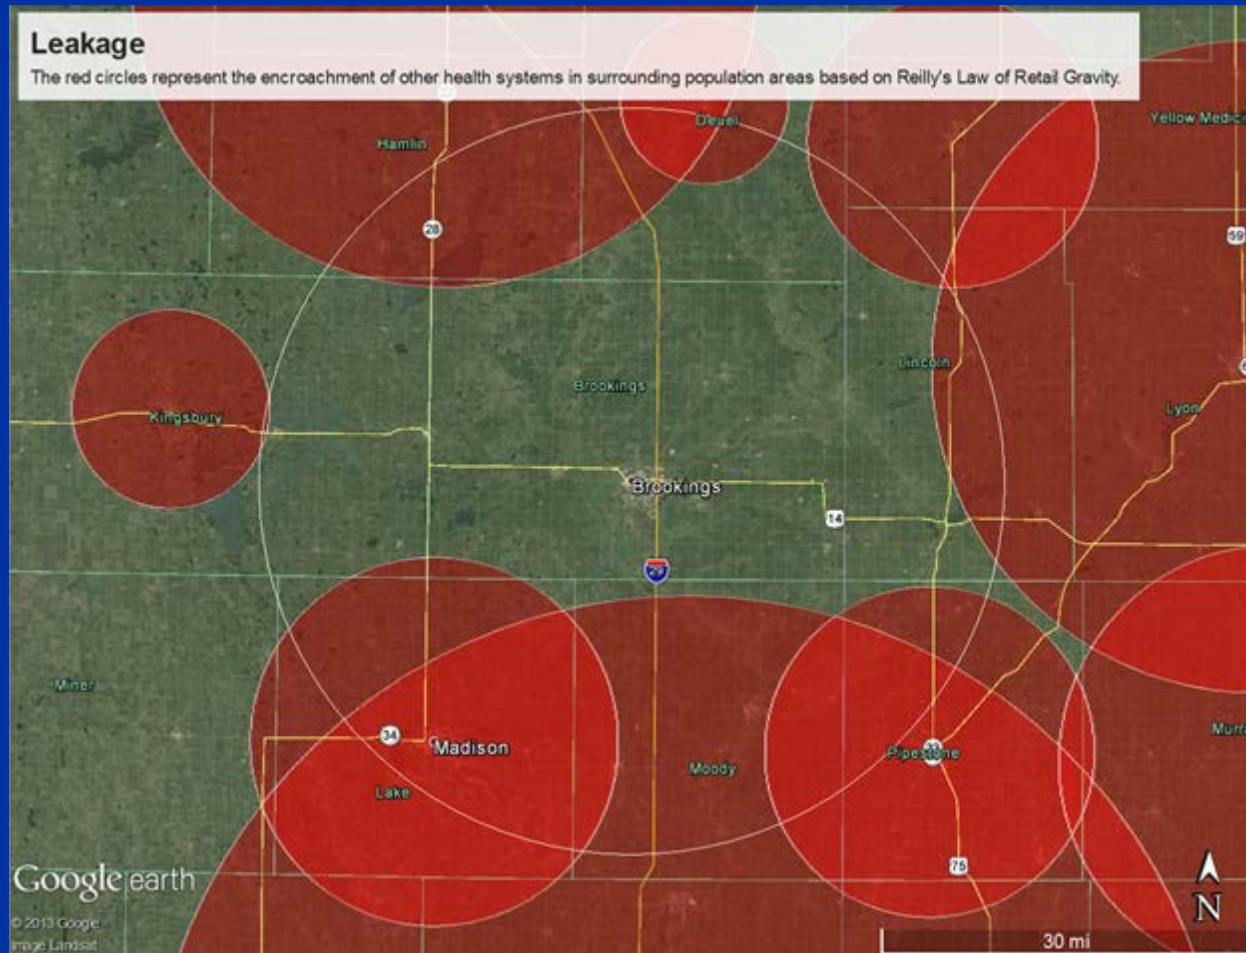 Leakage
The red circles represent the encroachment of other health systems in surrounding population areas based on Reilly's Law of Retail Gravity.
Deuel
Yellow Medic
Hamlin
28
59
Lincoln
Brookings
Lyon
Kingsbury
Brookings
14
29
Miner
Murr
34
Madison
Pipestone
Moody
Lake
75
Google earth
© 2013 Google
Image Landsat
N
30 mi